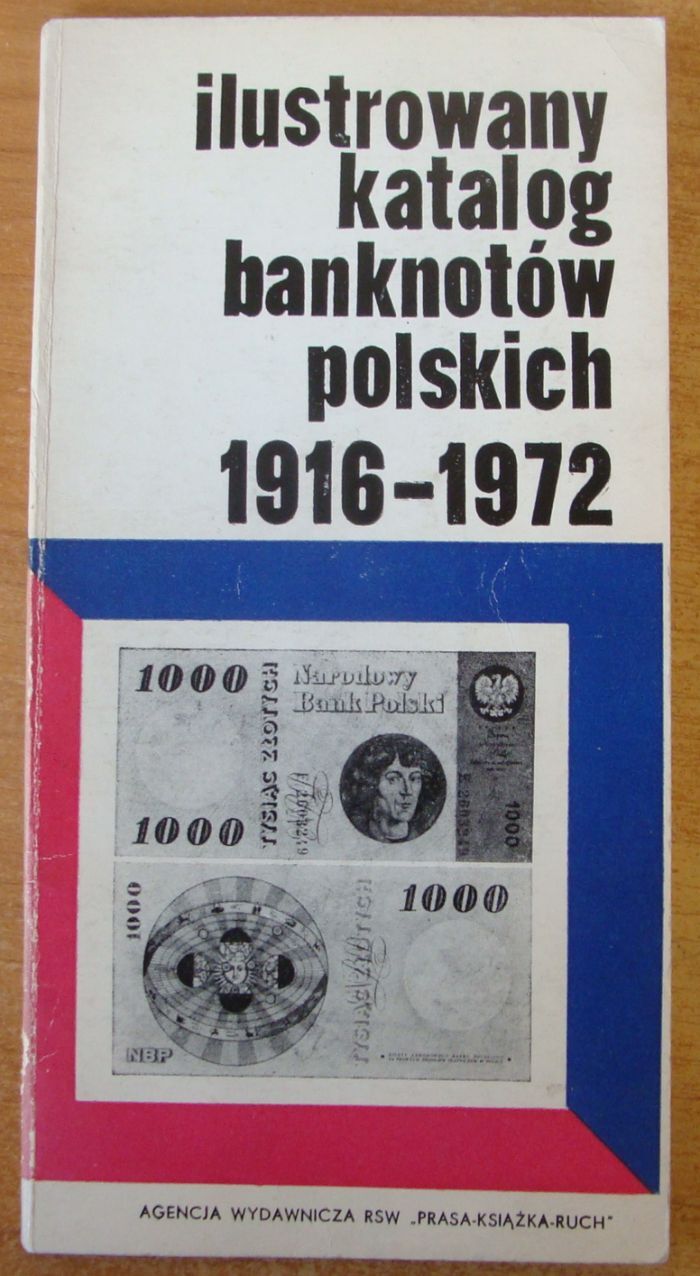 ilustrowany
katalog
banknotów
polskich
1916-1972
1000
Narodowy
Bank Polski
TYSIĄC ZŁOTYCH
1000
1000
1000
1000
TYSIĄC ZŁOTYCH
NBP
AGENCJA WYDAWNICZA RSW „PRASA-KSIĄŻKA-RUCH"